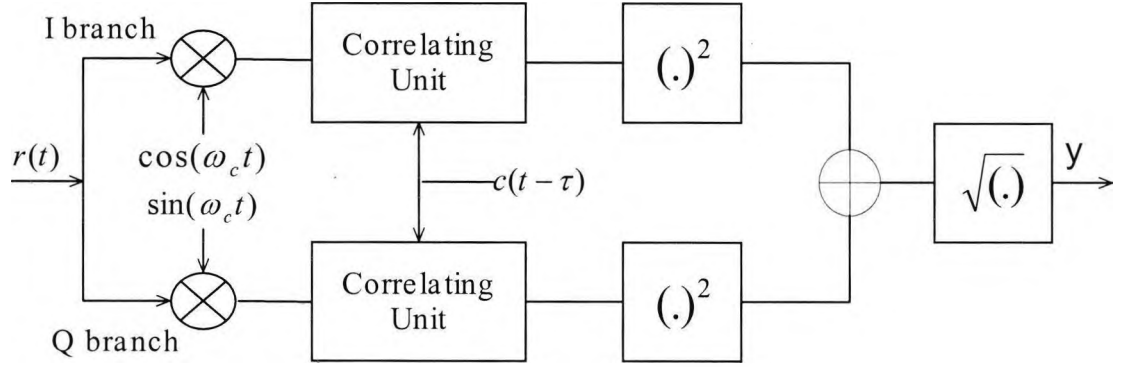 I branch
Correlating
Unit
(.)²
r(t)
cos(ω_c t)
sin(ω_c t)
c(t − τ)
√(.)
y
Correlating
Unit
(.)²
Q branch